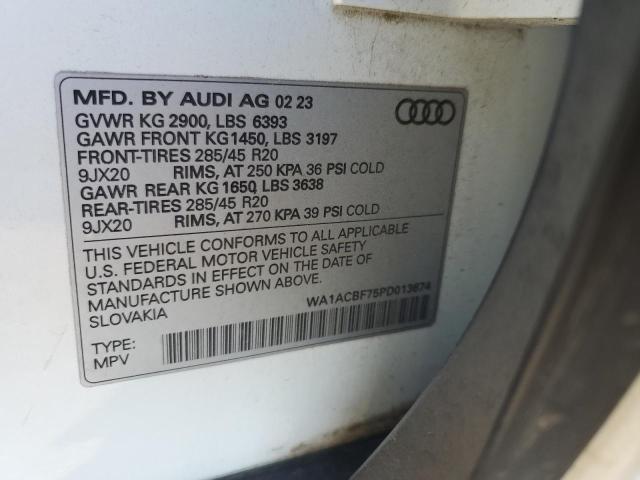 MFD. BY AUDI AG 02 23
GVWR KG 2900, LBS 6393
GAWR FRONT KG1450, LBS 3197
FRONT-TIRES 285/45 R20
9JX20 RIMS, AT 250 KPA 36 PSI COLD
GAWR REAR KG 1650, LBS 3638
REAR-TIRES 285/45 R20
9JX20 RIMS, AT 270 KPA 39 PSI COLD
THIS VEHICLE CONFORMS TO ALL APPLICABLE
U.S. FEDERAL MOTOR VEHICLE SAFETY
STANDARDS IN EFFECT ON THE DATE OF
MANUFACTURE SHOWN ABOVE.
SLOVAKIA WA1ACBF75PD013674
TYPE:
MPV